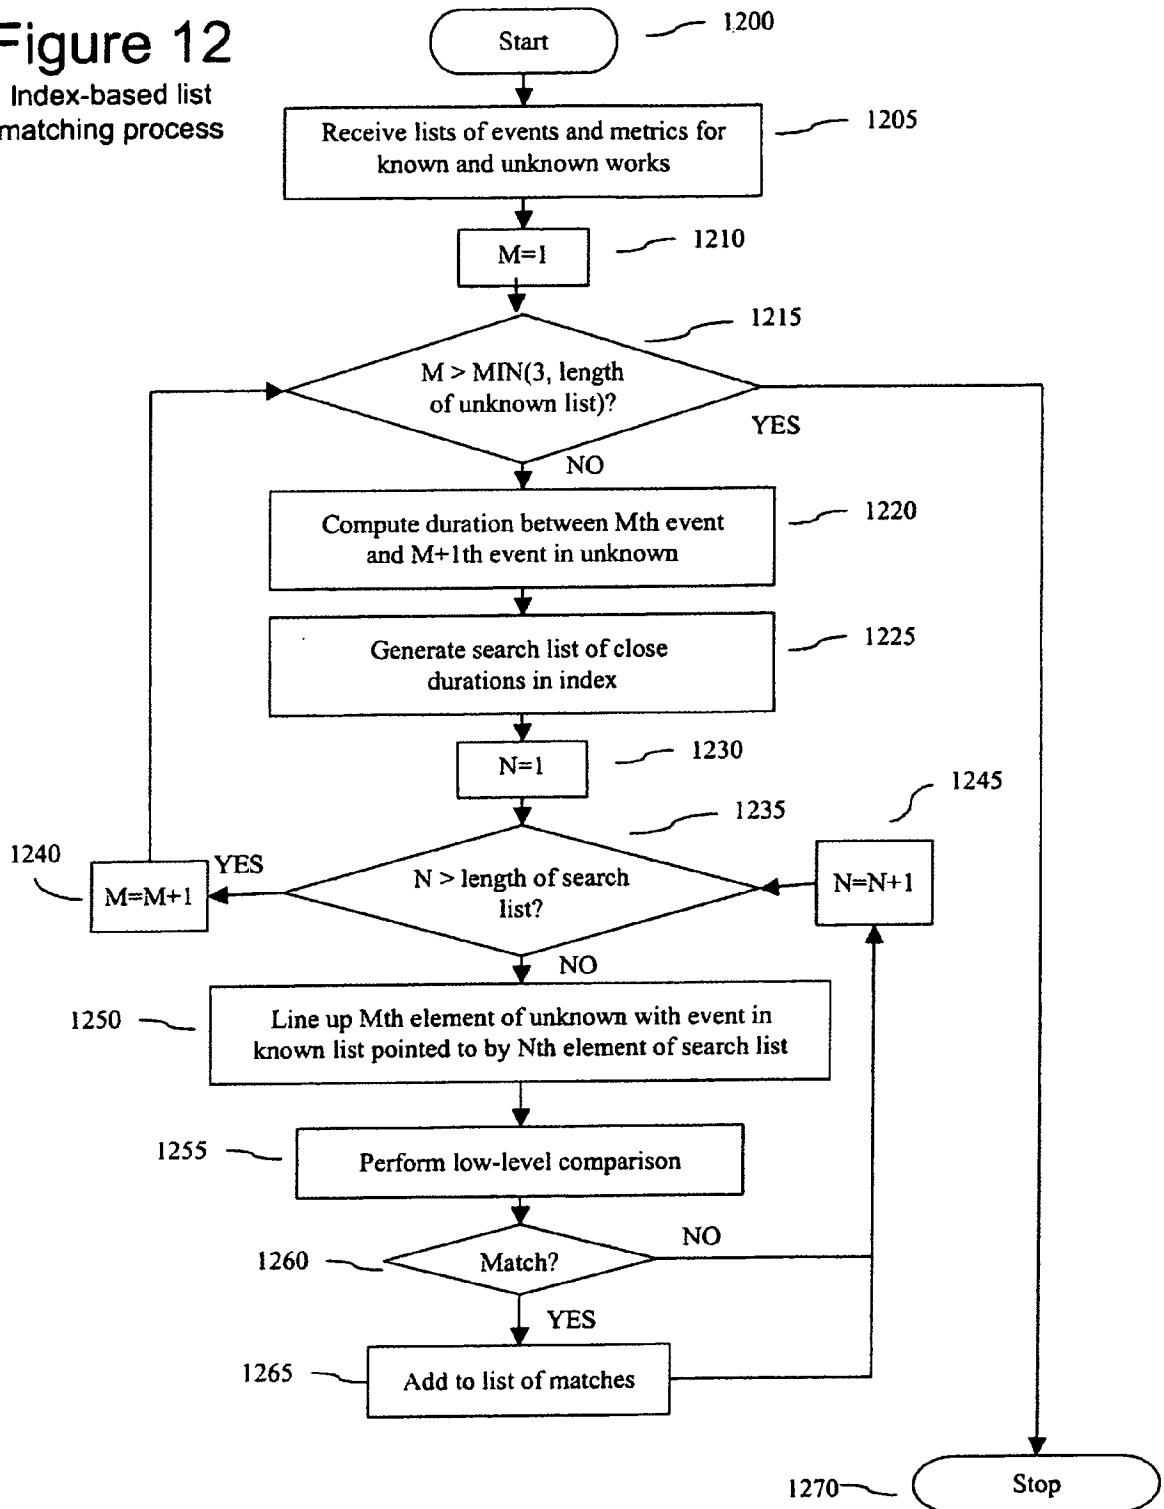 Figure 12
Index-based list
matching process
Start
1200
Receive lists of events and metrics for
known and unknown works
1205
M=1
1210
M > MIN(3, length
of unknown list)?
1215
YES
NO
Compute duration between Mth event
and M+1th event in unknown
1220
Generate search list of close
durations in index
1225
N=1
1230
N > length of search
list?
1235
1240
M=M+1
YES
N=N+1
1245
NO
1250
Line up Mth element of unknown with event in
known list pointed to by Nth element of search list
1255
Perform low-level comparison
1260
Match?
NO
YES
1265
Add to list of matches
1270
Stop